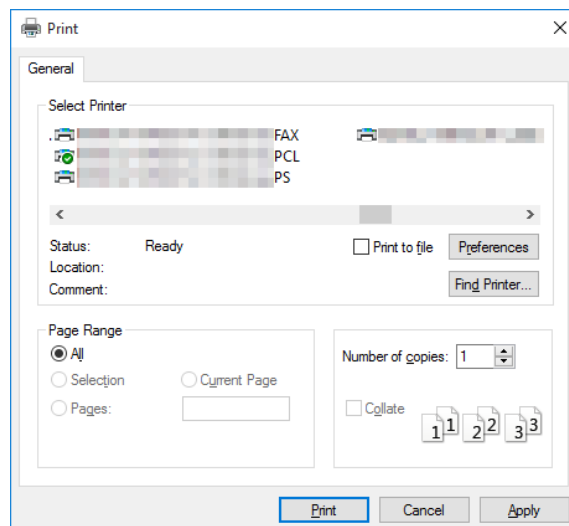 Print
General
Select Printer
FAX
PCL
PS
Status: Ready
Location:
Comment:
Print to file
Preferences
Find Printer...
Page Range
All
Selection
Current Page
Pages:
Number of copies: 1
Collate
1 1 2 2 3 3
Print Cancel Apply